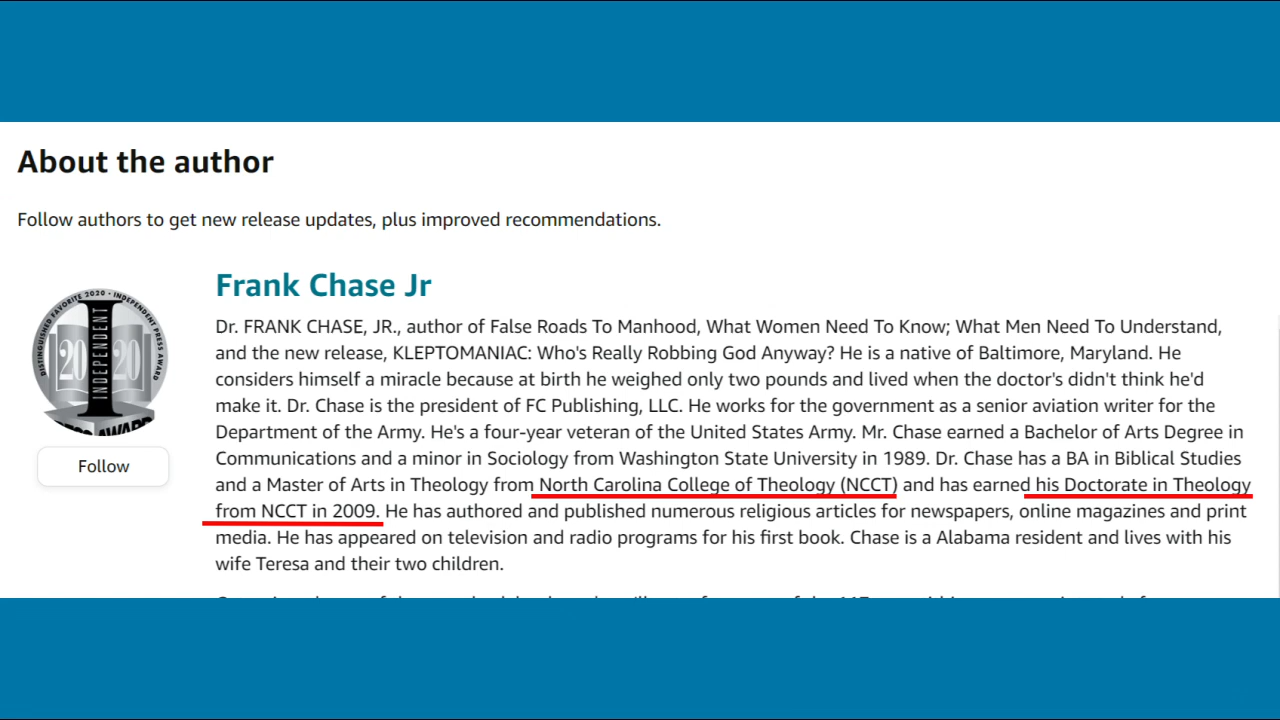 About the author
Follow authors to get new release updates, plus improved recommendations.
DISTINGUISHED FAVORITE 2020 • INDEPENDENT PRESS AWARD
20 INDEPENDENT 20
PRESS AWARD
Follow
Frank Chase Jr
Dr. FRANK CHASE, JR., author of False Roads To Manhood, What Women Need To Know; What Men Need To Understand,
and the new release, KLEPTOMANIAC: Who's Really Robbing God Anyway? He is a native of Baltimore, Maryland. He
considers himself a miracle because at birth he weighed only two pounds and lived when the doctor's didn't think he'd
make it. Dr. Chase is the president of FC Publishing, LLC. He works for the government as a senior aviation writer for the
Department of the Army. He's a four-year veteran of the United States Army. Mr. Chase earned a Bachelor of Arts Degree in
Communications and a minor in Sociology from Washington State University in 1989. Dr. Chase has a BA in Biblical Studies
and a Master of Arts in Theology from North Carolina College of Theology (NCCT) and has earned his Doctorate in Theology
from NCCT in 2009. He has authored and published numerous religious articles for newspapers, online magazines and print
media. He has appeared on television and radio programs for his first book. Chase is a Alabama resident and lives with his
wife Teresa and their two children.